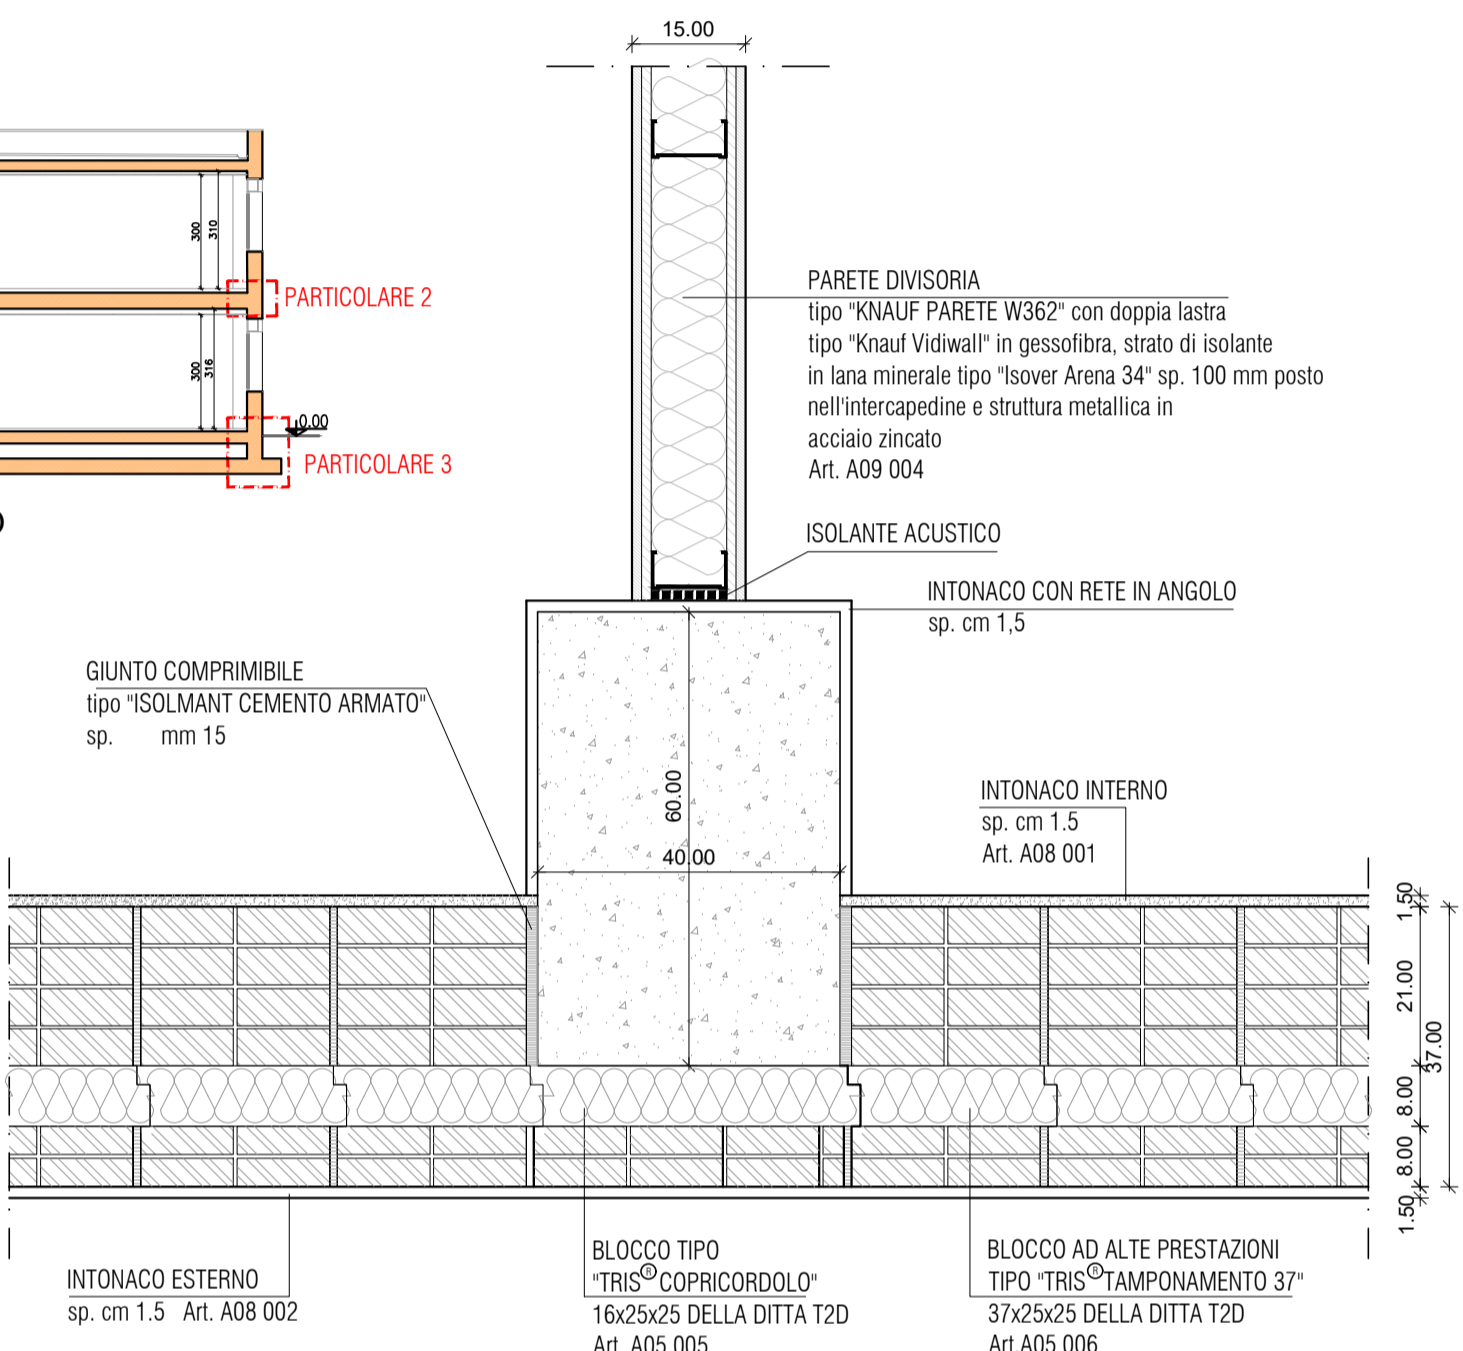 15.00
300
310
PARTICOLARE 2
300
316
0.00
PARTICOLARE 3
PARETE DIVISORIA
tipo "KNAUF PARETE W362" con doppia lastra
tipo "Knauf Vidiwall" in gessofibra, strato di isolante
in lana minerale tipo "Isover Arena 34" sp. 100 mm posto
nell'intercapedine e struttura metallica in
acciaio zincato
Art. A09 004
ISOLANTE ACUSTICO
INTONACO CON RETE IN ANGOLO
sp. cm 1,5
GIUNTO COMPRIMIBILE
tipo "ISOLMANT CEMENTO ARMATO"
sp. mm 15
60.00
40.00
INTONACO INTERNO
sp. cm 1.5
Art. A08 001
1.50
21.00
37.00
8.00
8.00
1.50
INTONACO ESTERNO
sp. cm 1.5 Art. A08 002
BLOCCO TIPO
"TRIS® COPRICORDOLO"
16x25x25 DELLA DITTA T2D
Art. A05 005
BLOCCO AD ALTE PRESTAZIONI
TIPO "TRIS® TAMPONAMENTO 37"
37x25x25 DELLA DITTA T2D
Art.A05 006